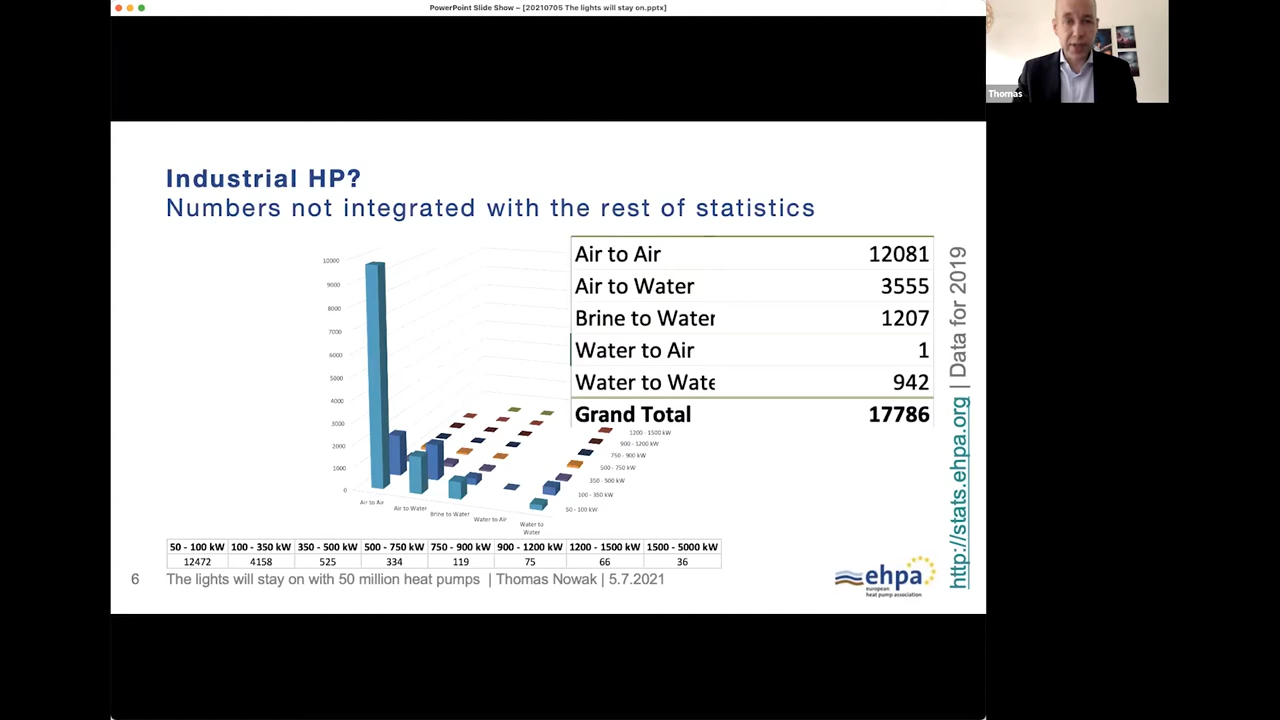 PowerPoint Slide Show – [20210705 The lights will stay on.pptx]
Thomas
Industrial HP?
Numbers not integrated with the rest of statistics
10000
9000
8000
7000
6000
5000
4000
3000
2000
1000
0
Air to Air
Air to Water
Brine to Water
Water to Air
Water to
Water
1200 - 1500 kW
900 - 1200 kW
750 - 900 kW
500 - 750 kW
350 - 500 kW
100 - 350 kW
50 - 100 kW
Air to Air 12081
Air to Water 3555
Brine to Water 1207
Water to Air 1
Water to Wate 942
Grand Total 17786
http://stats.ehpa.org | Data for 2019
50 - 100 kW 100 - 350 kW 350 - 500 kW 500 - 750 kW 750 - 900 kW 900 - 1200 kW 1200 - 1500 kW 1500 - 5000 kW
12472 4158 525 334 119 75 66 36
6 The lights will stay on with 50 million heat pumps | Thomas Nowak | 5.7.2021
ehpa
european
heat pump association